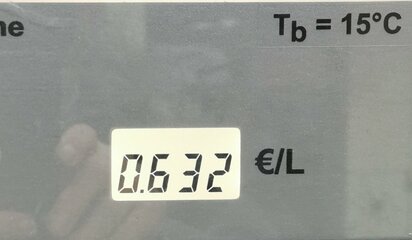 ne Tb = 15°C
0.632 €/L